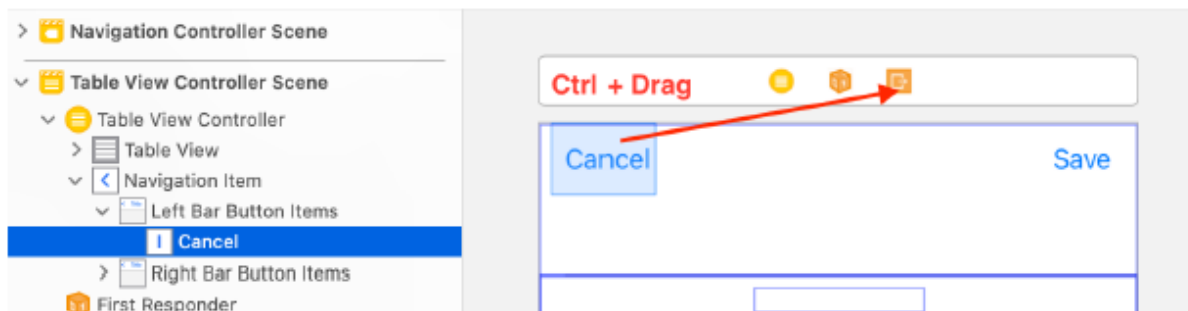 Navigation Controller Scene
Table View Controller Scene
Table View Controller
Table View
Navigation Item
Left Bar Button Items
Cancel
Right Bar Button Items
First Responder
Ctrl + Drag
Cancel
Save